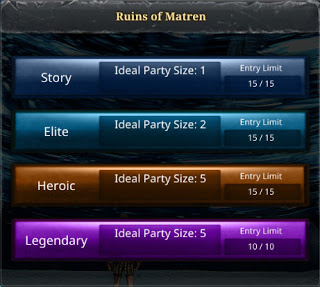 Ruins of Matren
Story
Ideal Party Size: 1
Entry Limit
15 / 15
Elite
Ideal Party Size: 2
Entry Limit
15 / 15
Heroic
Ideal Party Size: 5
Entry Limit
15 / 15
Legendary
Ideal Party Size: 5
Entry Limit
10 / 10